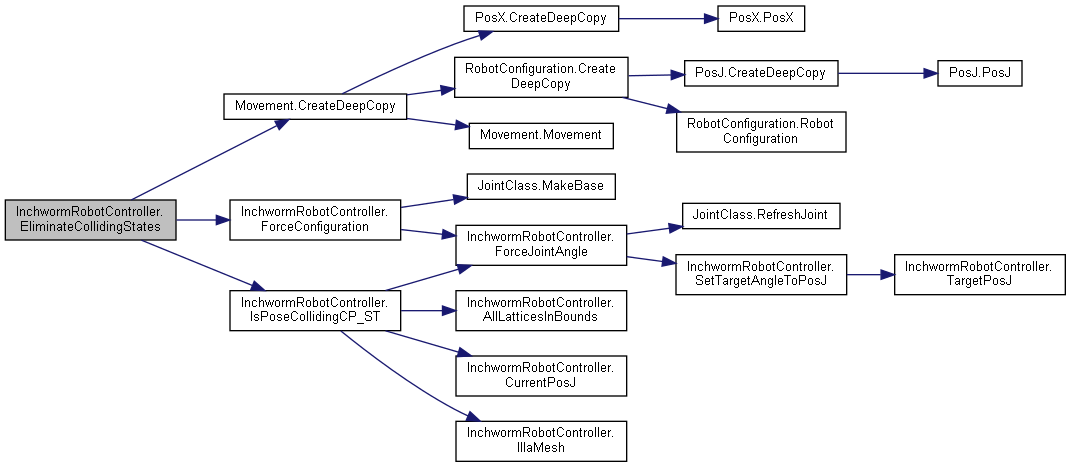 PosX.CreateDeepCopy
PosX.PosX
RobotConfiguration.Create
DeepCopy
PosJ.CreateDeepCopy
PosJ.PosJ
Movement.CreateDeepCopy
Movement.Movement
RobotConfiguration.Robot
Configuration
JointClass.MakeBase
InchwormRobotController.
EliminateCollidingStates
InchwormRobotController.
ForceConfiguration
JointClass.RefreshJoint
InchwormRobotController.
ForceJointAngle
InchwormRobotController.
SetTargetAngleToPosJ
InchwormRobotController.
TargetPosJ
InchwormRobotController.
IsPoseCollidingCP_ST
InchwormRobotController.
AllLatticesInBounds
InchwormRobotController.
CurrentPosJ
InchwormRobotController.
IllaMesh